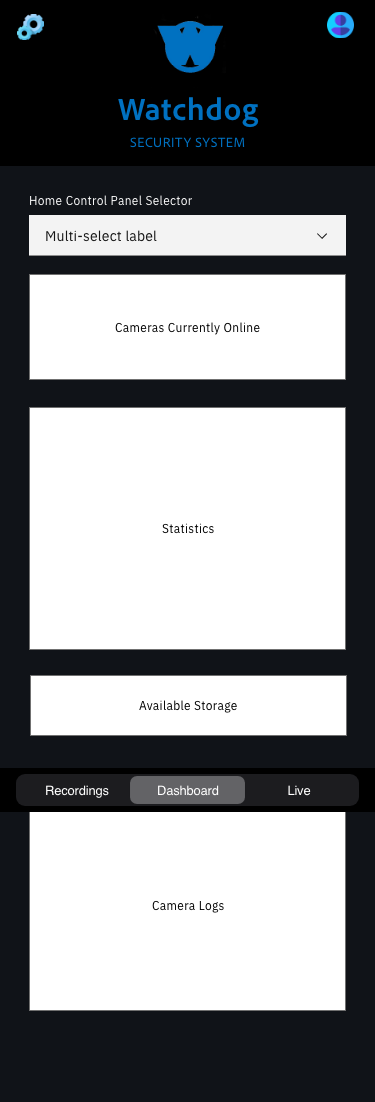 Watchdog
SECURITY SYSTEM
Home Control Panel Selector
Multi-select label
Cameras Currently Online
Statistics
Available Storage
Recordings Dashboard Live
Camera Logs